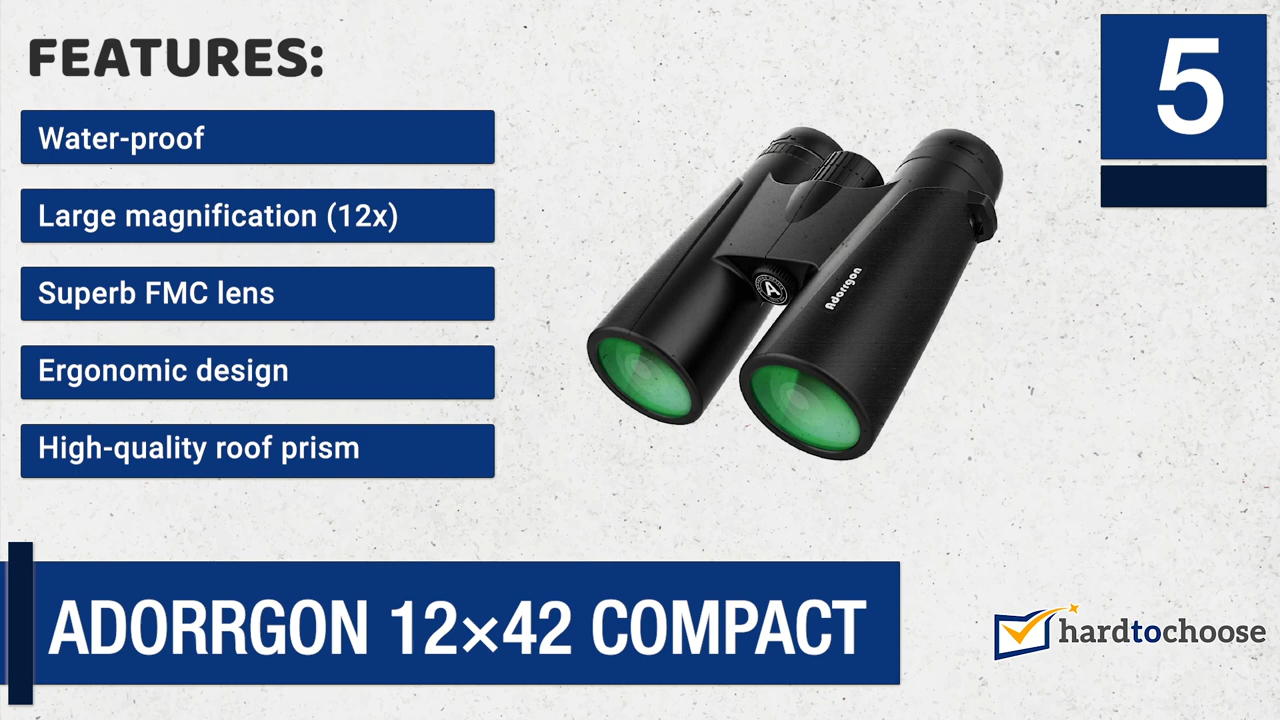 FEATURES:
5
Water-proof
Large magnification (12x)
Superb FMC lens
Ergonomic design
High-quality roof prism
Adorrgon
A
ADORRGON 12×42 COMPACT
hardtochoose